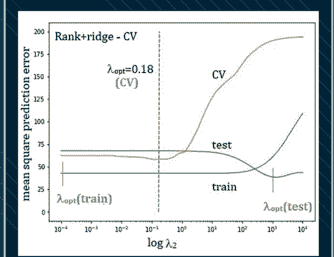 Rank+ridge - CV
λopt=0.18
(CV)
CV
test
train
λopt(train)
λopt(test)
mean square prediction error
200
175
150
125
100
75
50
25
0
10⁻⁴ 10⁻³ 10⁻² 10⁻¹ 10⁰ 10¹ 10² 10³ 10⁴
log λ₂